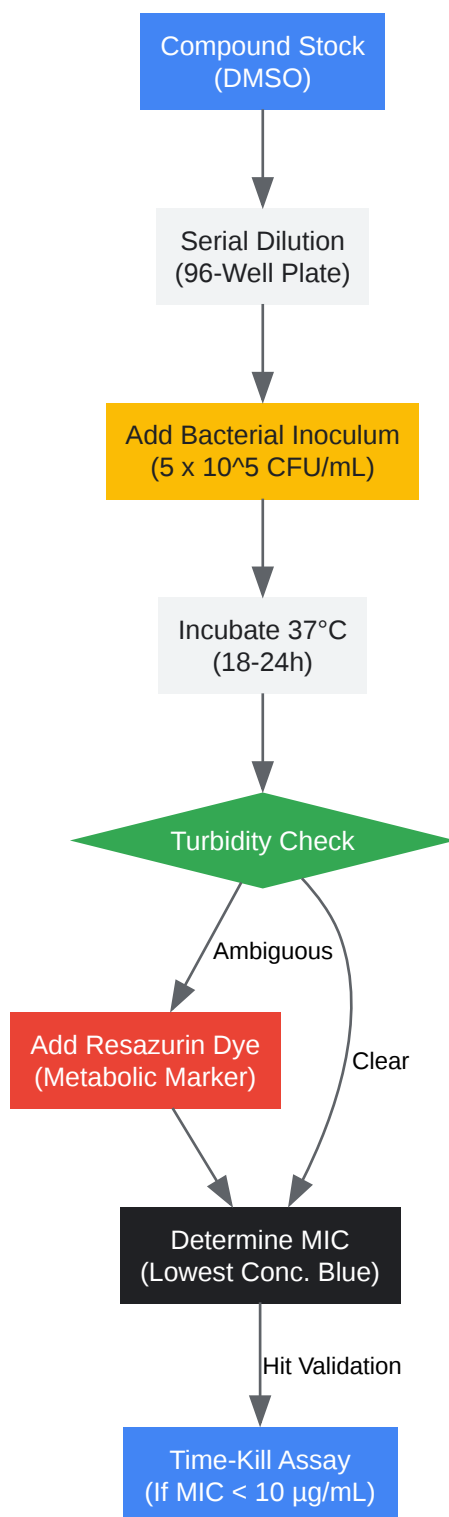 Compound Stock
(DMSO)
Serial Dilution
(96-Well Plate)
Add Bacterial Inoculum
(5 x 10^5 CFU/mL)
Incubate 37°C
(18-24h)
Turbidity Check
Ambiguous
Add Resazurin Dye
(Metabolic Marker)
Clear
Determine MIC
(Lowest Conc. Blue)
Hit Validation
Time-Kill Assay
(If MIC < 10 µg/mL)